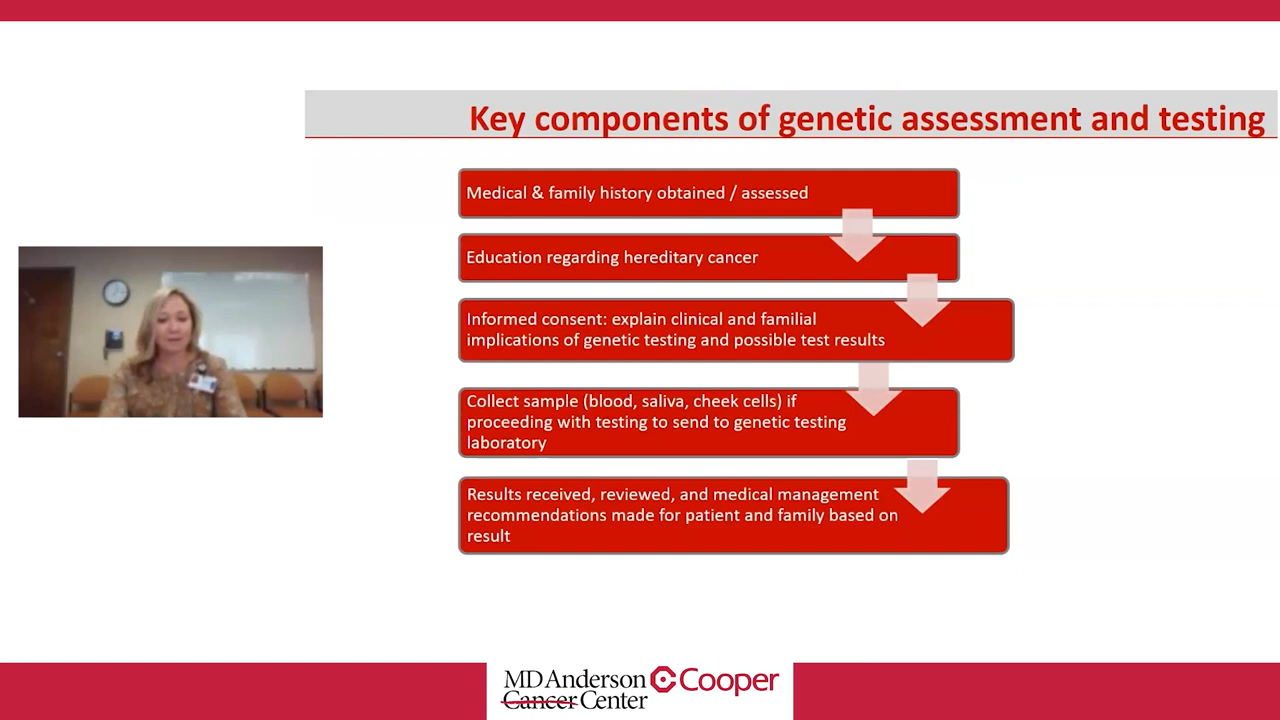 Key components of genetic assessment and testing
Medical & family history obtained / assessed
Education regarding hereditary cancer
Informed consent: explain clinical and familial
implications of genetic testing and possible test results
Collect sample (blood, saliva, cheek cells) if
proceeding with testing to send to genetic testing
laboratory
Results received, reviewed, and medical management
recommendations made for patient and family based on
result
MD Anderson Cooper
Cancer Center